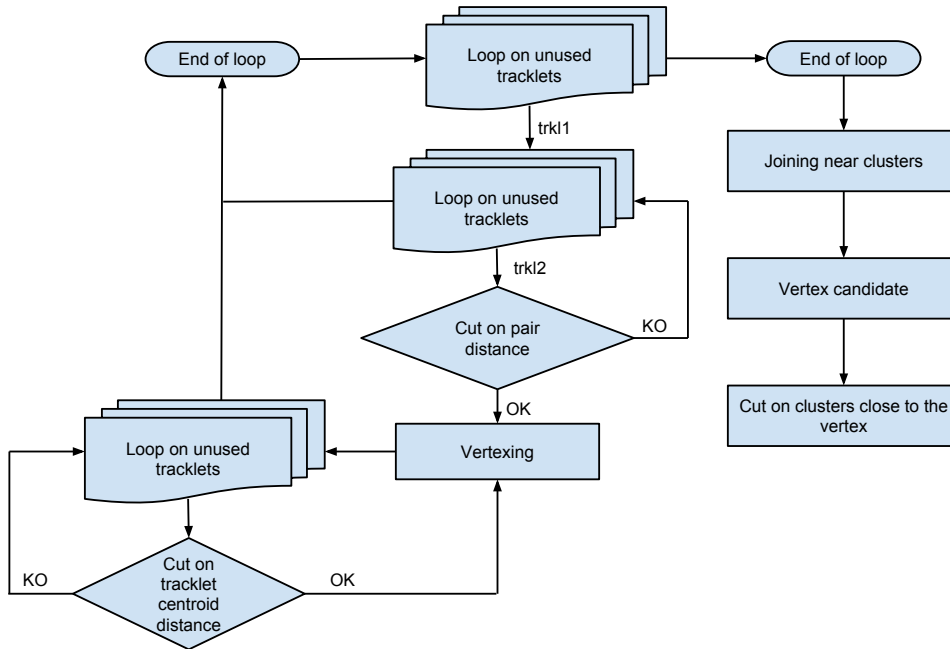 End of loop
Loop on unused
tracklets
End of loop
trkl1
Joining near clusters
Loop on unused
tracklets
trkl2
Vertex candidate
Cut on pair
distance
KO
OK
Cut on clusters close to the
vertex
Loop on unused
tracklets
Vertexing
Cut on
tracklet
centroid
distance
KO
OK